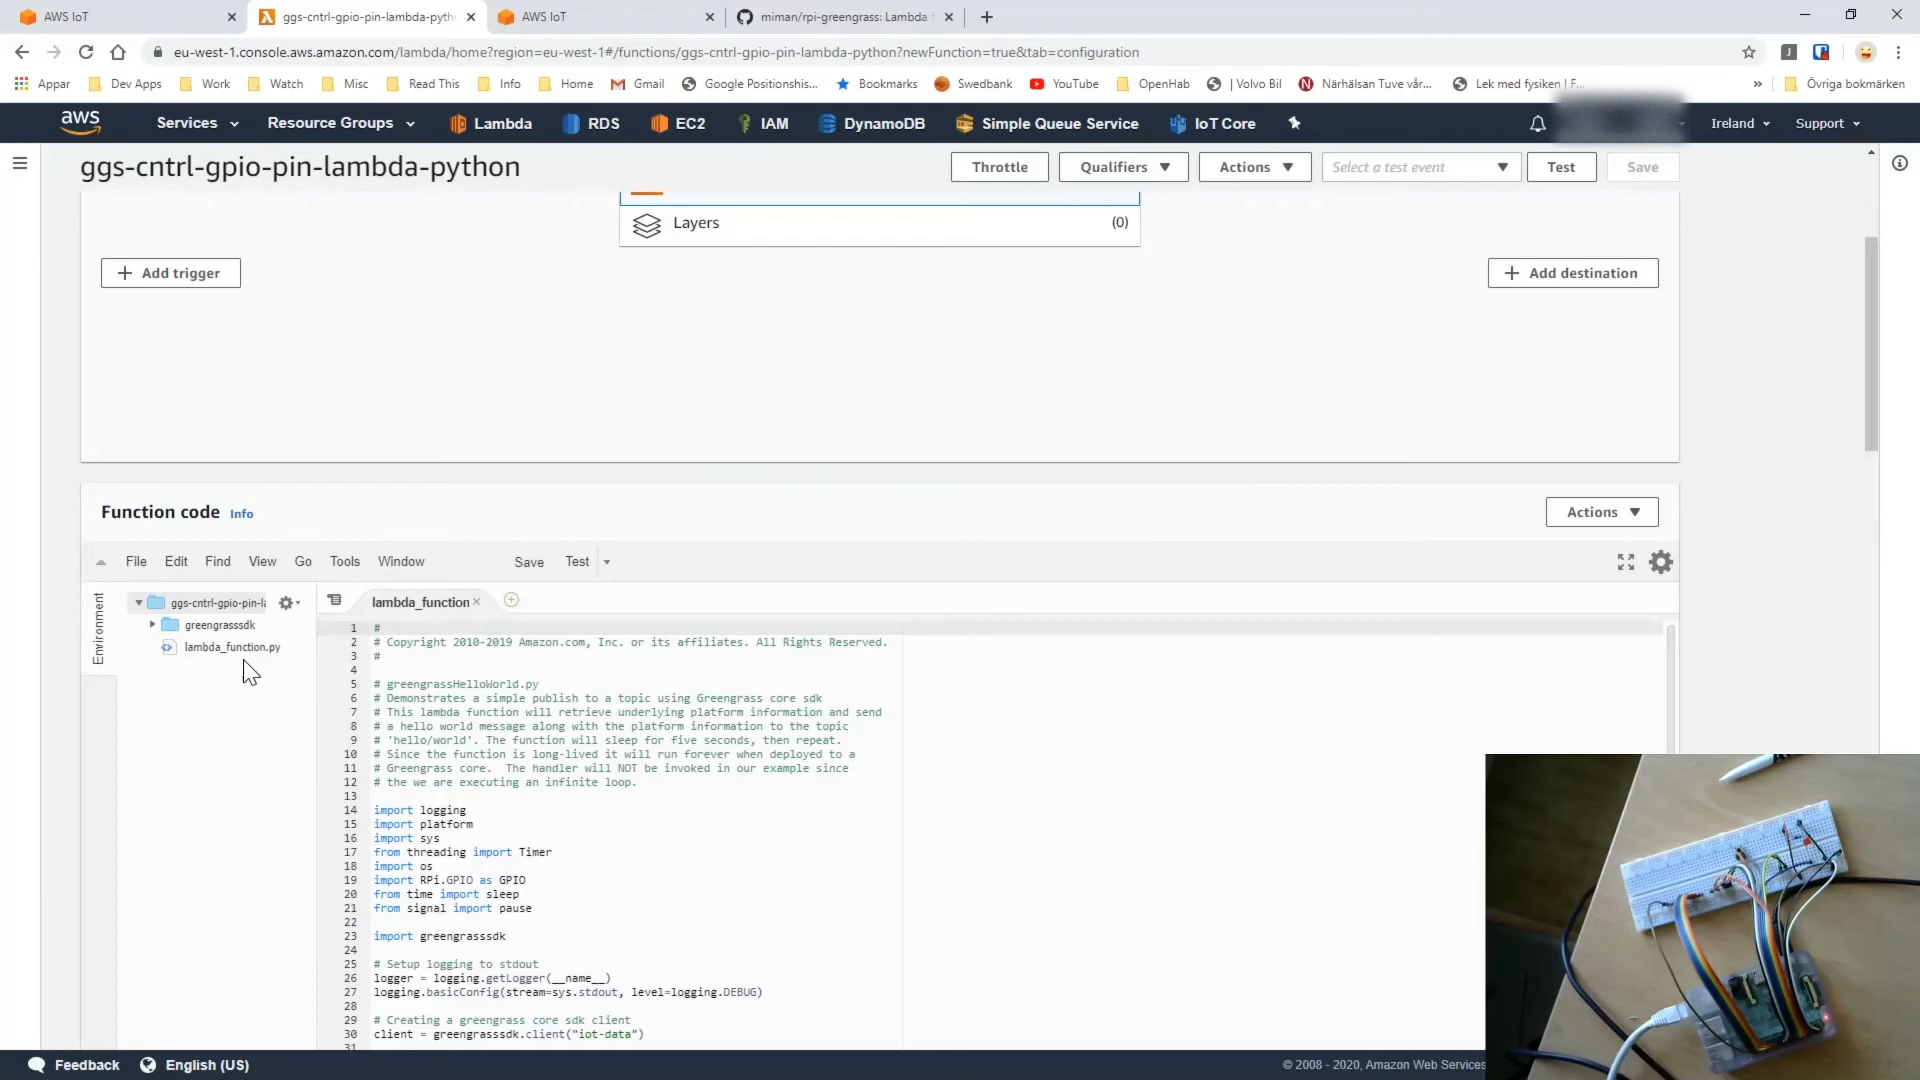 AWS IoT
ggs-cntrl-gpio-pin-lambda-pytho
AWS IoT
miman/rpi-greengrass: Lambda f
eu-west-1.console.aws.amazon.com/lambda/home?region=eu-west-1#/functions/ggs-cntrl-gpio-pin-lambda-python?newFunction=true&tab=configuration
Appar
Dev Apps
Work
Watch
Misc
Read This
Info
Home
Gmail
Google Positionshis...
Bookmarks
Swedbank
YouTube
OpenHab
| Volvo Bil
Närhälsan Tuve vår...
Lek med fysiken | F...
»
Övriga bokmärken
aws
Services
Resource Groups
Lambda
RDS
EC2
IAM
DynamoDB
Simple Queue Service
IoT Core
Ireland
Support
ggs-cntrl-gpio-pin-lambda-python
Throttle
Qualifiers
Actions
Select a test event
Test
Save
Layers
(0)
+ Add trigger
+ Add destination
Function code Info
Actions
File Edit Find View Go Tools Window Save Test
Environment
ggs-cntrl-gpio-pin-la
greengrasssdk
lambda_function.py
lambda_function
1 #
2 # Copyright 2010-2019 Amazon.com, Inc. or its affiliates. All Rights Reserved.
3 #
4
5 # greengrassHelloWorld.py
6 # Demonstrates a simple publish to a topic using Greengrass core sdk
7 # This lambda function will retrieve underlying platform information and send
8 # a hello world message along with the platform information to the topic
9 # 'hello/world'. The function will sleep for five seconds, then repeat.
10 # Since the function is long-lived it will run forever when deployed to a
11 # Greengrass core.  The handler will NOT be invoked in our example since
12 # the we are executing an infinite loop.
13
14 import logging
15 import platform
16 import sys
17 from threading import Timer
18 import os
19 import RPi.GPIO as GPIO
20 from time import sleep
21 from signal import pause
22
23 import greengrasssdk
24
25 # Setup logging to stdout
26 logger = logging.getLogger(__name__)
27 logging.basicConfig(stream=sys.stdout, level=logging.DEBUG)
28
29 # Creating a greengrass core sdk client
30 client = greengrasssdk.client("iot-data")
31
Feedback
English (US)
© 2008 - 2020, Amazon Web Services